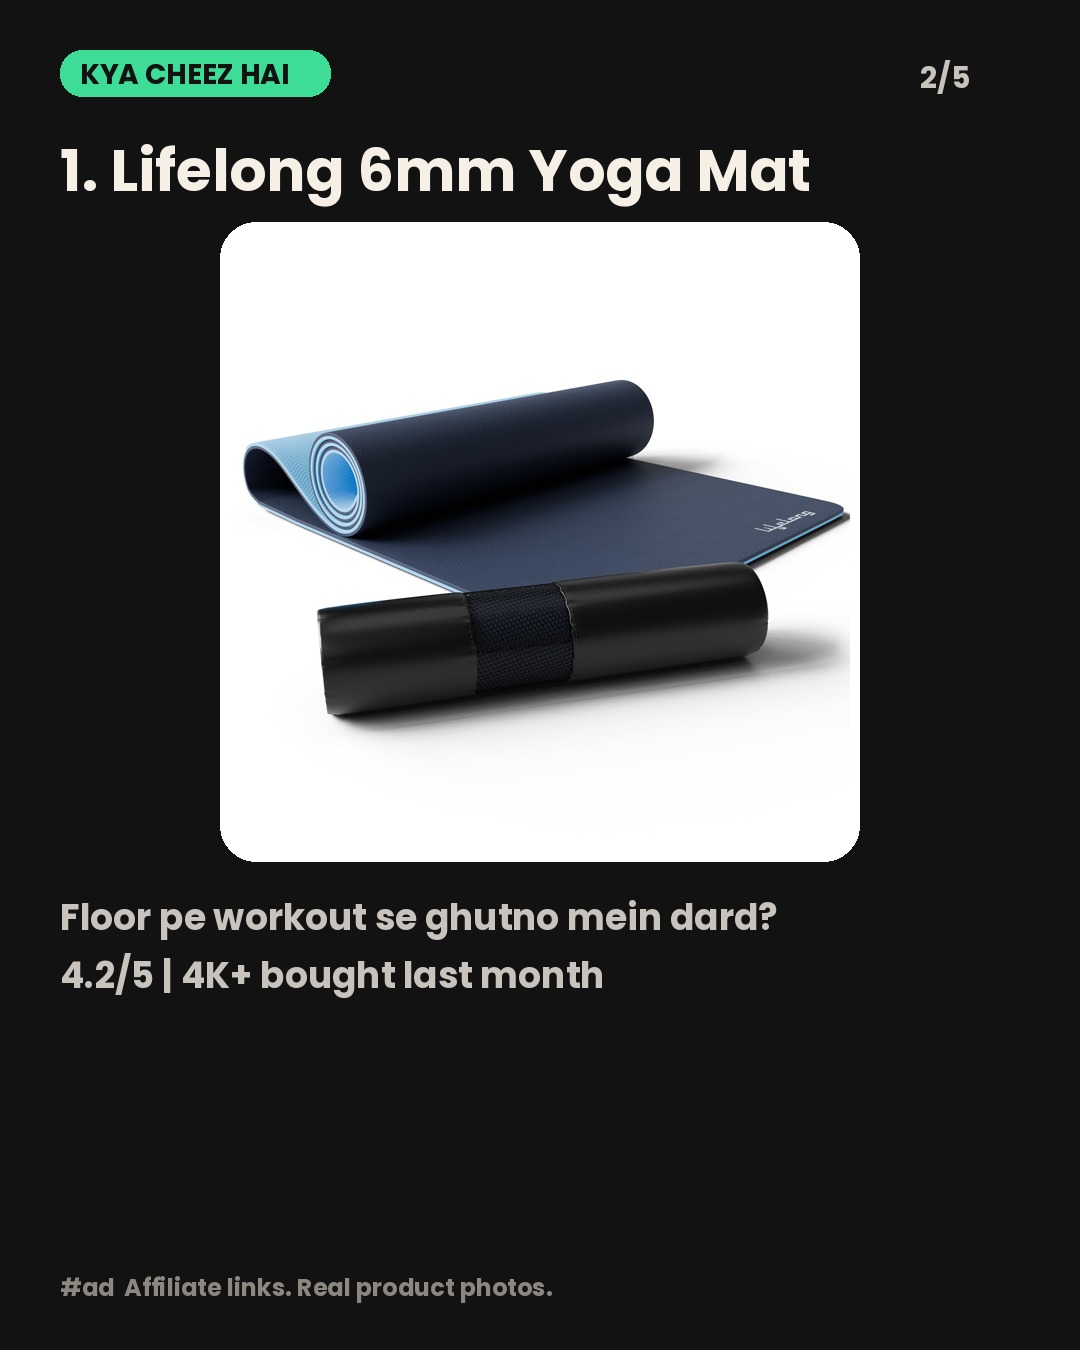 KYA CHEEZ HAI
2/5
1. Lifelong 6mm Yoga Mat
lifelong
Floor pe workout se ghutno mein dard?
4.2/5 | 4K+ bought last month
#ad Affiliate links. Real product photos.